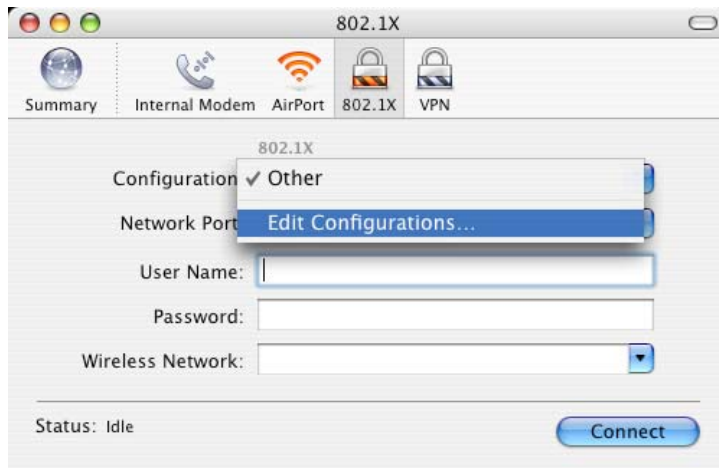 802.1X
Summary Internal Modem AirPort 802.1X VPN
802.1X
Configuration ✓ Other
Network Port Edit Configurations...
User Name:
Password:
Wireless Network:
Status: Idle Connect